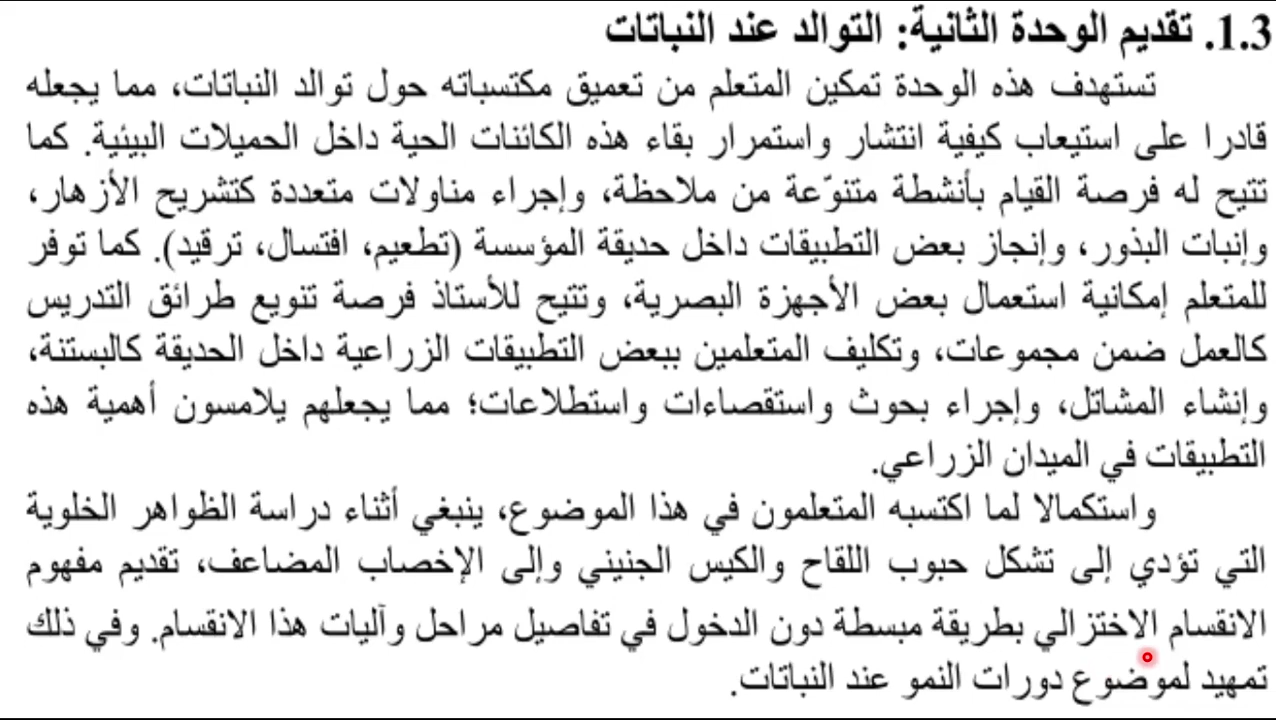 1.3. تقديم الوحدة الثانية: التوالد عند النباتات
تستهدف هذه الوحدة تمكين المتعلم من تعميق مكتسباته حول توالد النباتات، مما يجعله
قادرا على استيعاب كيفية انتشار واستمرار بقاء هذه الكائنات الحية داخل الحميلات البيئية. كما
تتيح له فرصة القيام بأنشطة متنوّعة من ملاحظة، وإجراء مناولات متعددة كتشريح الأزهار،
وإنبات البذور، وإنجاز بعض التطبيقات داخل حديقة المؤسسة (تطعيم، افتسال، ترقيد). كما توفر
للمتعلم إمكانية استعمال بعض الأجهزة البصرية، وتتيح للأستاذ فرصة تنويع طرائق التدريس
كالعمل ضمن مجموعات، وتكليف المتعلمين ببعض التطبيقات الزراعية داخل الحديقة كالبستنة،
وإنشاء المشاتل، وإجراء بحوث واستقصاءات واستطلاعات؛ مما يجعلهم يلامسون أهمية هذه
التطبيقات في الميدان الزراعي.
واستكمالا لما اكتسبه المتعلمون في هذا الموضوع، ينبغي أثناء دراسة الظواهر الخلوية
التي تؤدي إلى تشكل حبوب اللقاح والكيس الجنيني وإلى الإخصاب المضاعف، تقديم مفهوم
الانقسام الاختزالي بطريقة مبسطة دون الدخول في تفاصيل مراحل وآليات هذا الانقسام. وفي ذلك
تمهيد لموضوع دورات النمو عند النباتات.